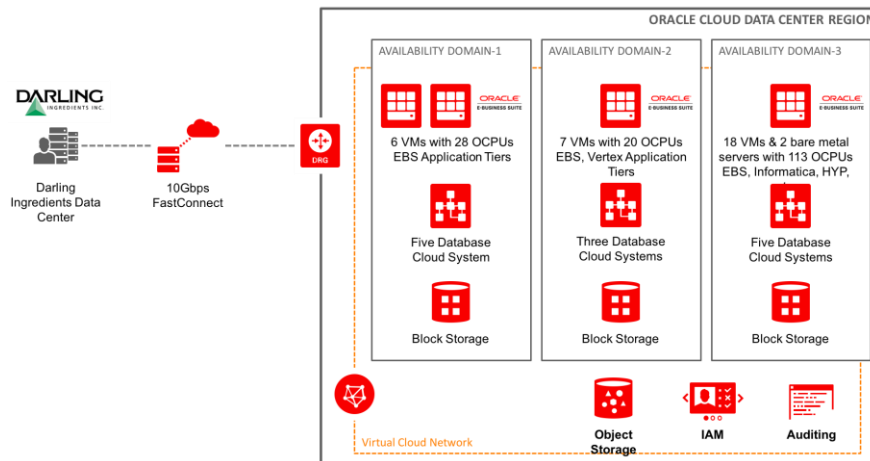 ORACLE CLOUD DATA CENTER REGION
AVAILABILITY DOMAIN-1
AVAILABILITY DOMAIN-2
AVAILABILITY DOMAIN-3
DARLING
INGREDIENTS INC.
Darling
Ingredients Data
Center
10Gbps
FastConnect
DRG
ORACLE
E-BUSINESS SUITE
6 VMs with 28 OCPUs
EBS Application Tiers
Five Database
Cloud System
Block Storage
ORACLE
E-BUSINESS SUITE
7 VMs with 20 OCPUs
EBS, Vertex Application
Tiers
Three Database
Cloud Systems
Block Storage
ORACLE
E-BUSINESS SUITE
18 VMs & 2 bare metal
servers with 113 OCPUs
EBS, Informatica, HYP,
Five Database
Cloud Systems
Block Storage
Virtual Cloud Network
Object
Storage
IAM
Auditing